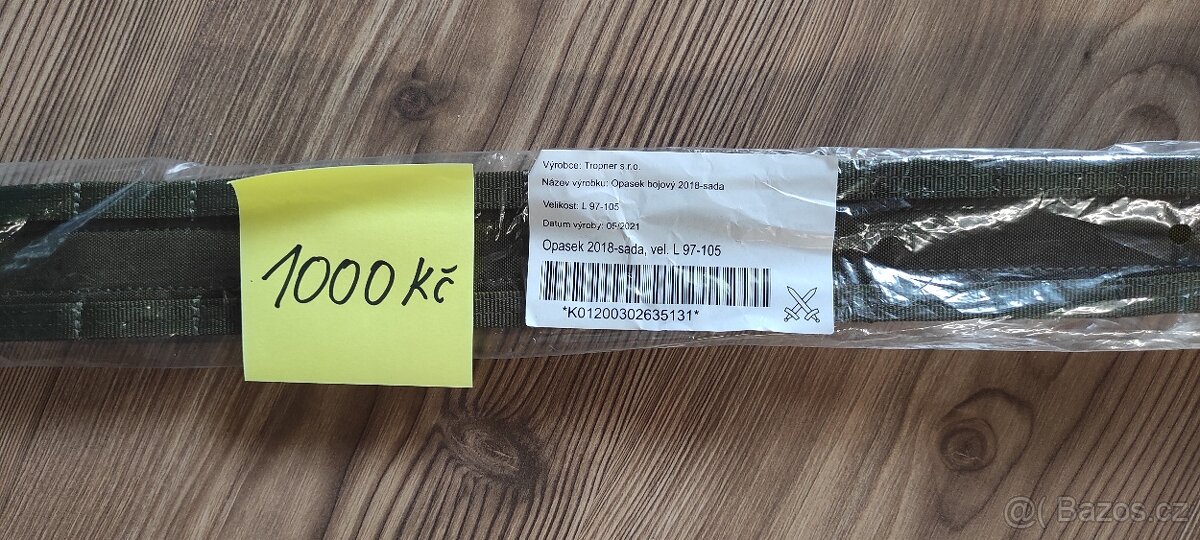 1000 Kč
Výrobce: Tropner s.r.o.
Název výrobku: Opasek bojový 2018-sada
Velikost: L 97-105
Datum výroby: 05/2021
Opasek 2018-sada, vel. L 97-105
*K01200302635131*
@( Bazos.cz